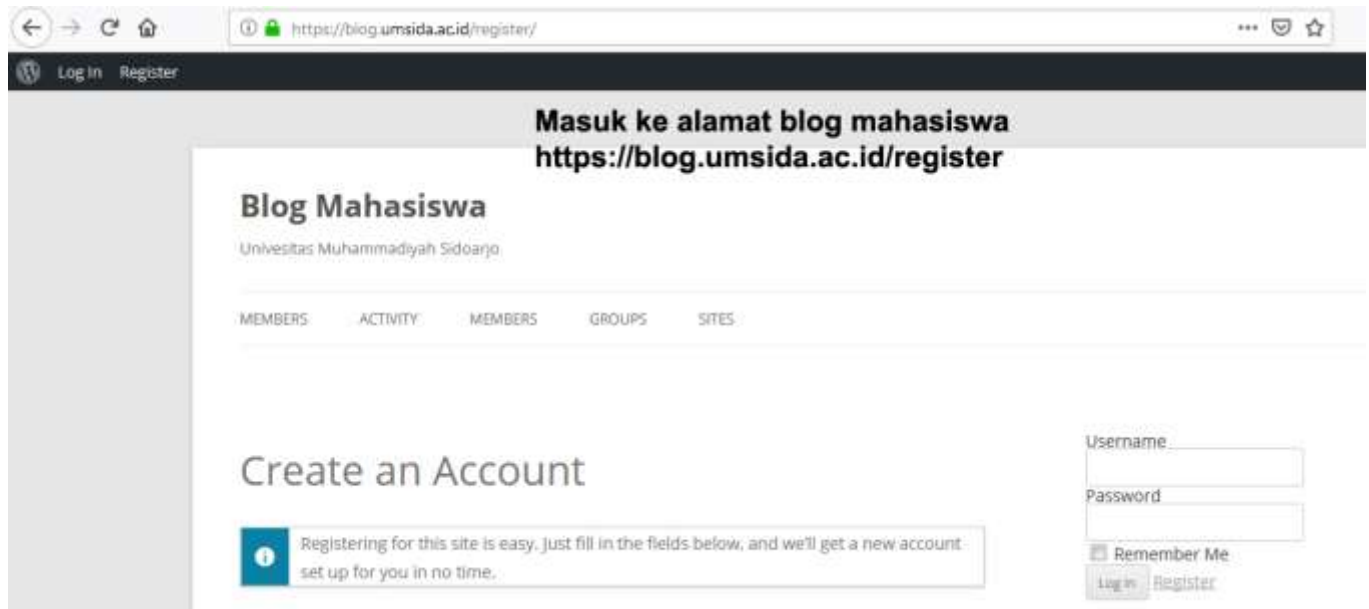 https://blog.umsida.ac.id/register/
Log In Register
Masuk ke alamat blog mahasiswa
https://blog.umsida.ac.id/register
Blog Mahasiswa
Univesitas Muhammadiyah Sidoarjo
MEMBERS ACTIVITY MEMBERS GROUPS SITES
Create an Account
Registering for this site is easy. Just fill in the fields below, and we'll get a new account
set up for you in no time.
Username
Password
Remember Me
Log In Register